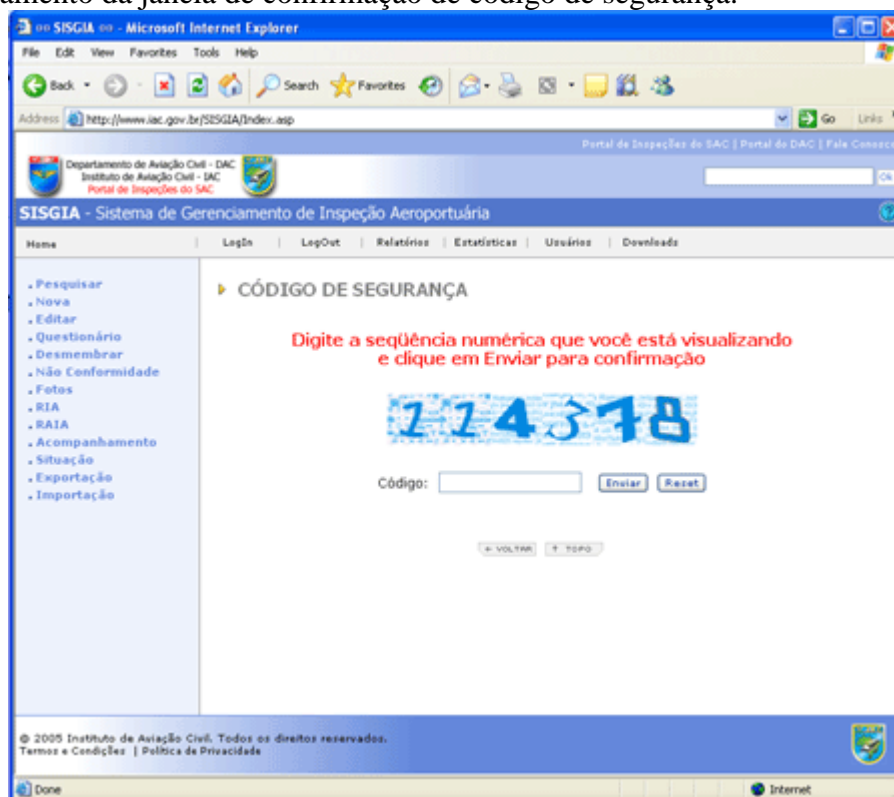 amento da janela de confirmação de código de segurança.
SISGIA - Microsoft Internet Explorer
File Edit View Favorites Tools Help
Back Search Favorites
Address http://www.iac.gov.br/SISGIA/Index.asp Go Links
Portal de Inspeções do SAC | Portal do DAC | Fale Conosco
Departamento de Aviação Civil - DAC
Instituto de Aviação Civil - IAC
Portal de Inspeções do SAC
SISGIA - Sistema de Gerenciamento de Inspeção Aeroportuária
Home | LogIn | LogOut | Relatórios | Estatísticas | Usuários | Downloads
Pesquisar
Nova
Editar
Questionário
Desmembrar
Não Conformidade
Fotos
RIA
RAIA
Acompanhamento
Situação
Exportação
Importação
CÓDIGO DE SEGURANÇA
Digite a seqüência numérica que você está visualizando
e clique em Enviar para confirmação
Código: Enviar Reset
VOLTAR TOPO
© 2005 Instituto de Aviação Civil. Todos os direitos reservados.
Termos e Condições | Política de Privacidade
Done Internet